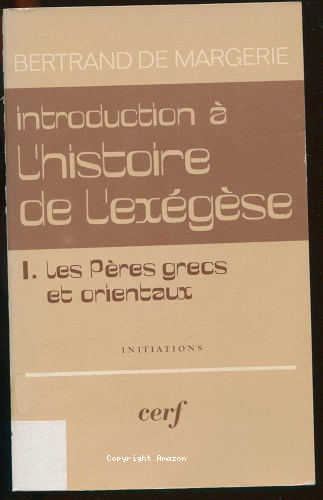 BERTRAND DE MARGERIE
introduction à
l'histoire
de l'exégèse
I. Les Pères grecs
et orientaux
INITIATIONS
cerf
Copyright Amazon